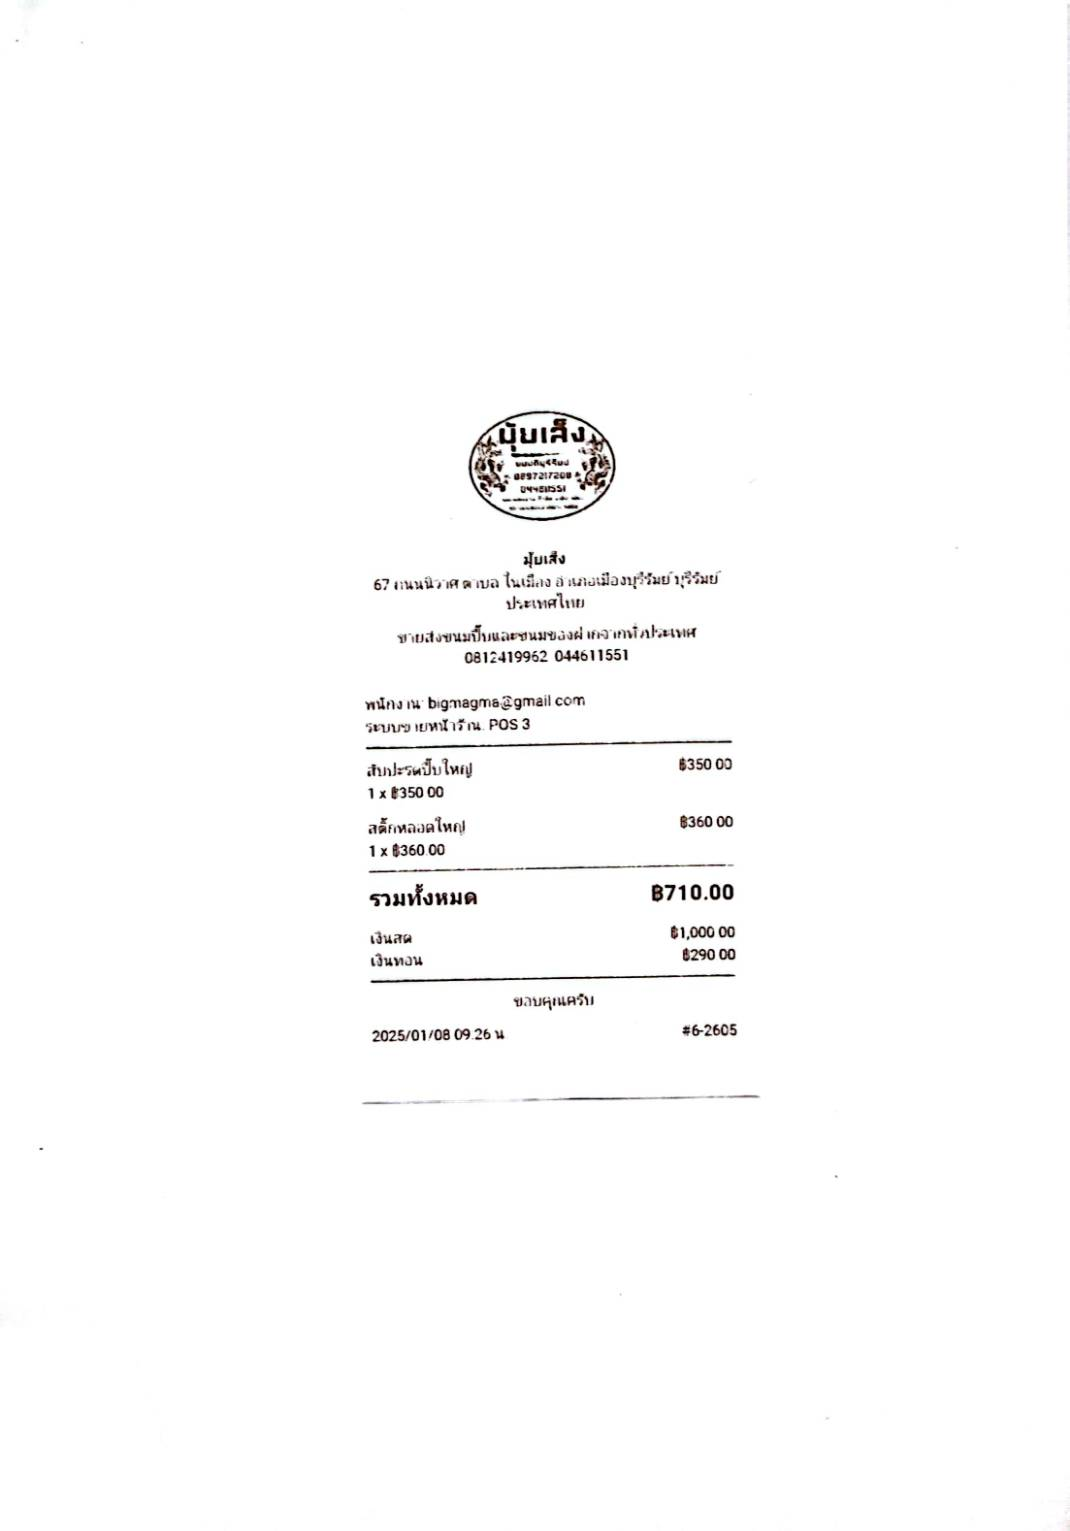 มุ้ยเส็ง
0897217208
044611551
มุ้ยเส็ง
67 ถนนนิวาศ ตำบล ในเมือง อำเภอเมืองบุรีรัมย์ บุรีรัมย์
ประเทศไทย
ขายส่งขนมปี๊บและขนมของฝากจากทั่วประเทศ
0812419962 044611551
พนักงาน: bigmagma@gmail.com
ระบบขายหน้าร้าน: POS 3
สับปะรดปี๊บใหญ่ ฿350.00
1 x ฿350.00
สติ๊กหลอดใหญ่ ฿360.00
1 x ฿360.00
รวมทั้งหมด ฿710.00
เงินสด ฿1,000.00
เงินทอน ฿290.00
ขอบคุณครับ
2025/01/08 09:26 น. #6-2605